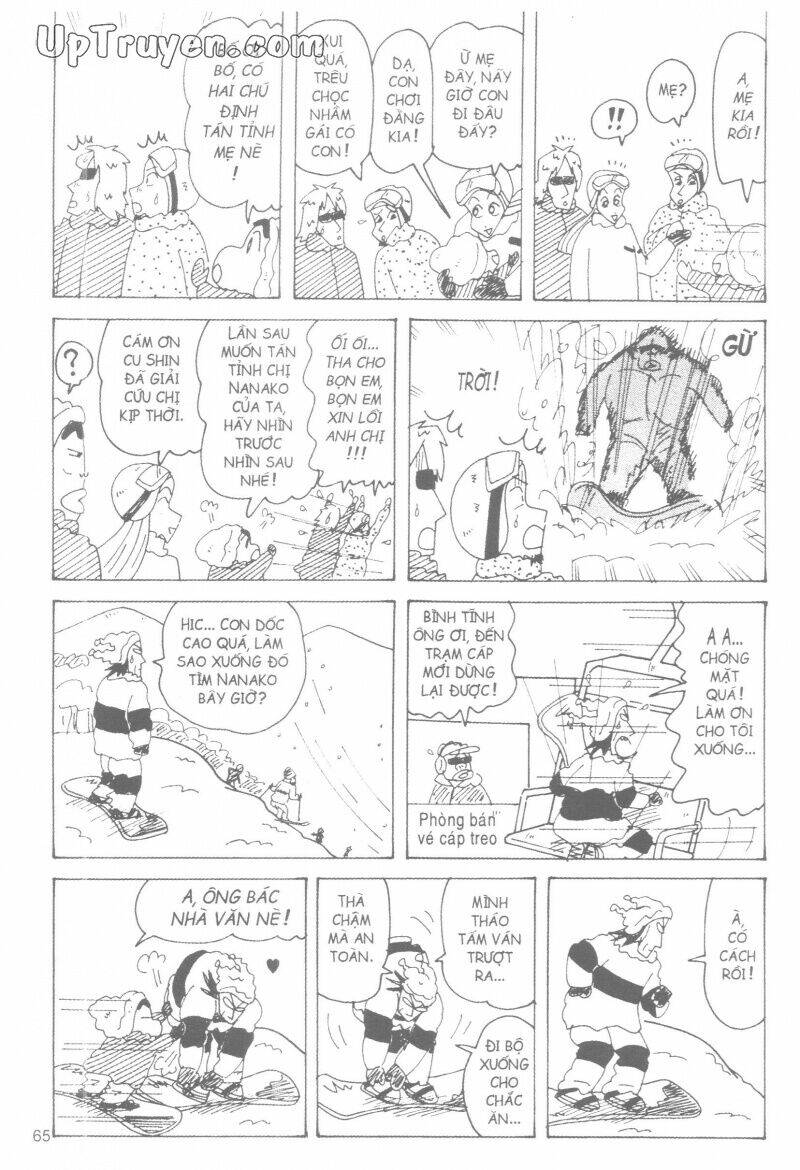 UpTruyen.com
A,
MẸ
KIA
RỒI!
MẸ?
!!
Ừ MẸ
ĐÂY, NÃY
GIỜ CON
ĐI ĐÂU
ĐẤY?
DẠ,
CON
CHƠI
ĐẰNG
KIA!
XUI
QUÁ,
TRÊU
CHỌC
NHẦM
GÁI CÓ
CON!
BỐ, CÓ
HAI CHÚ
ĐỊNH
TÁN TỈNH
MẸ NÈ
!
GỪ
TRỜI!
ỐI ỐI...
THA CHO
BỌN EM,
BỌN EM
XIN LỖI
ANH CHỊ
!!!
LẦN SAU
MUỐN TÁN
TỈNH CHỊ
NANAKO
CỦA TA,
HÃY NHÌN
TRƯỚC
NHÌN SAU
NHÉ!
CÁM ƠN
CU SHIN
ĐÃ GIẢI
CỨU CHỊ
KỊP THỜI.
?
A A...
CHÓNG
MẶT
QUÁ!
LÀM ƠN
CHO TÔI
XUỐNG...
BÌNH TĨNH
ÔNG ƠI, ĐẾN
TRẠM CÁP
MỚI DỪNG
LẠI ĐƯỢC!
Phòng bán
vé cáp treo
HIC... CON DỐC
CAO QUÁ, LÀM
SAO XUỐNG ĐÓ
TÌM NANAKO
BÂY GIỜ?
À,
CÓ
CÁCH
RỒI!
MÌNH
THÁO
TẤM VÁN
TRƯỢT
RA...
ĐI BỘ
XUỐNG
CHO
CHẮC
ĂN...
THÀ
CHẬM
MÀ AN
TOÀN.
A, ÔNG BÁC
NHÀ VĂN NÈ!
65